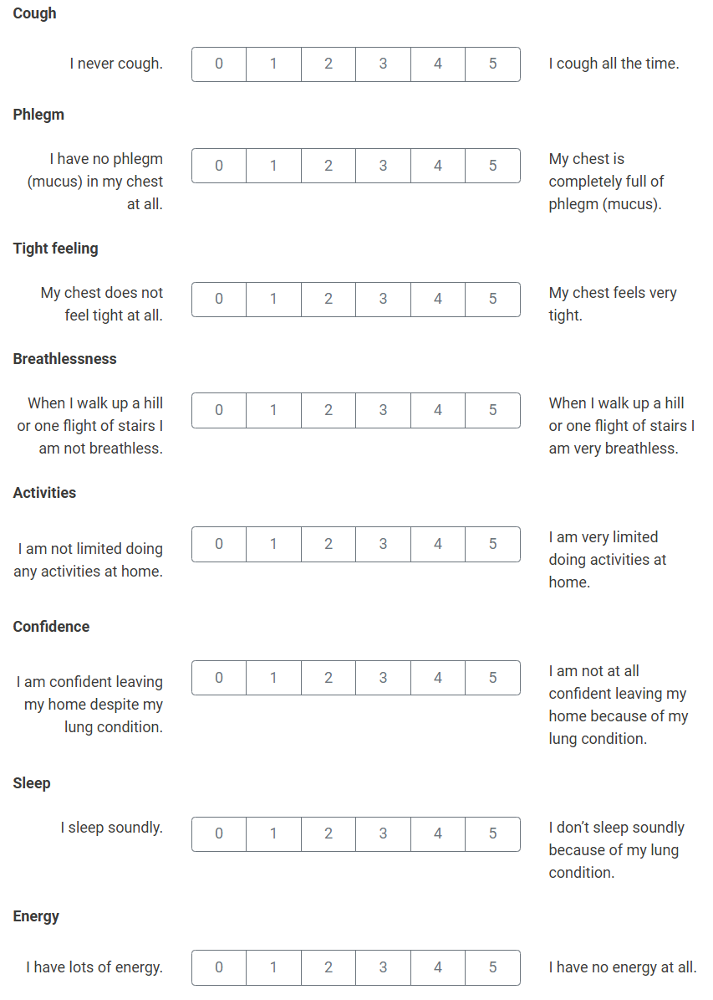 Cough
I never cough. 0 1 2 3 4 5 I cough all the time.
Phlegm
I have no phlegm
(mucus) in my chest
at all.
0 1 2 3 4 5
My chest is
completely full of
phlegm (mucus).
Tight feeling
My chest does not
feel tight at all.
0 1 2 3 4 5
My chest feels very
tight.
Breathlessness
When I walk up a hill
or one flight of stairs I
am not breathless.
0 1 2 3 4 5
When I walk up a hill
or one flight of stairs I
am very breathless.
Activities
I am not limited doing
any activities at home.
0 1 2 3 4 5
I am very limited
doing activities at
home.
Confidence
I am confident leaving
my home despite my
lung condition.
0 1 2 3 4 5
I am not at all
confident leaving my
home because of my
lung condition.
Sleep
I sleep soundly.
0 1 2 3 4 5
I don’t sleep soundly
because of my lung
condition.
Energy
I have lots of energy. 0 1 2 3 4 5 I have no energy at all.